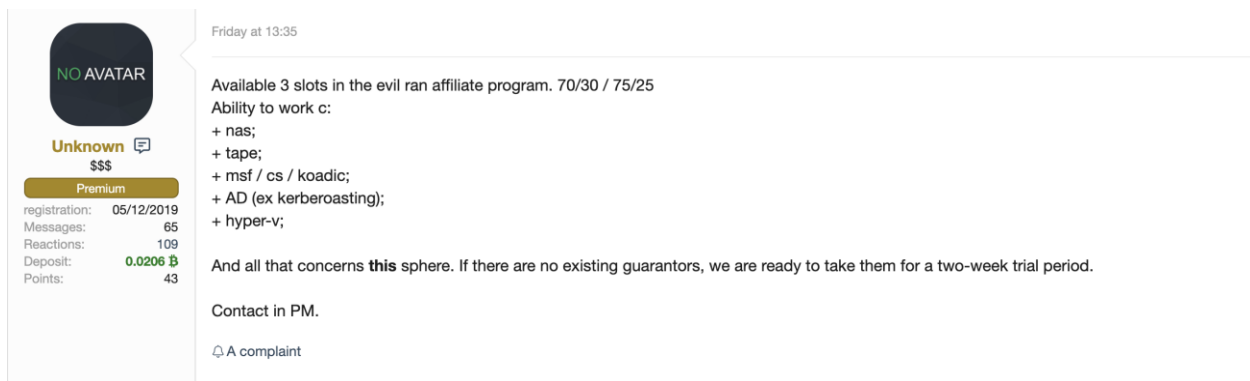 Friday at 13:35
NO AVATAR
Unknown
$$$
Premium
registration: 05/12/2019
Messages: 65
Reactions: 109
Deposit: 0.0206 ₿
Points: 43
Available 3 slots in the evil ran affiliate program. 70/30 / 75/25
Ability to work c:
+ nas;
+ tape;
+ msf / cs / koadic;
+ AD (ex kerberoasting);
+ hyper-v;
And all that concerns this sphere. If there are no existing guarantors, we are ready to take them for a two-week trial period.
Contact in PM.
A complaint